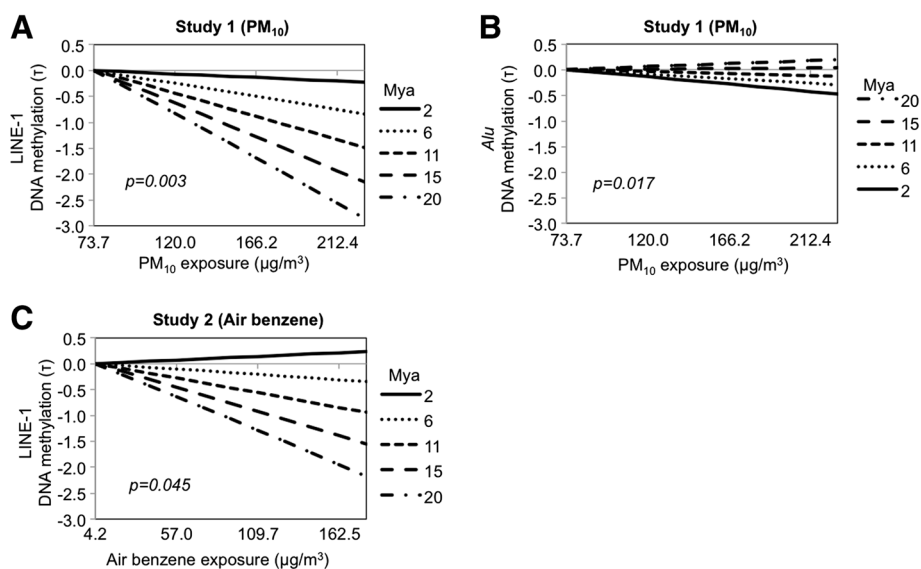 A
Study 1 (PM10)
0.5
0.0
-0.5
-1.0
-1.5
-2.0
-2.5
-3.0
LINE-1
DNA methylation (τ)
p=0.003
73.7 120.0 166.2 212.4
PM10 exposure (µg/m³)
Mya
2
6
11
15
20
B
Study 1 (PM10)
0.5
0.0
-0.5
-1.0
-1.5
-2.0
-2.5
-3.0
Alu
DNA methylation (τ)
p=0.017
73.7 120.0 166.2 212.4
PM10 exposure (µg/m³)
Mya
20
15
11
6
2
C
Study 2 (Air benzene)
0.5
0.0
-0.5
-1.0
-1.5
-2.0
-2.5
-3.0
LINE-1
DNA methylation (τ)
p=0.045
4.2 57.0 109.7 162.5
Air benzene exposure (µg/m³)
Mya
2
6
11
15
20